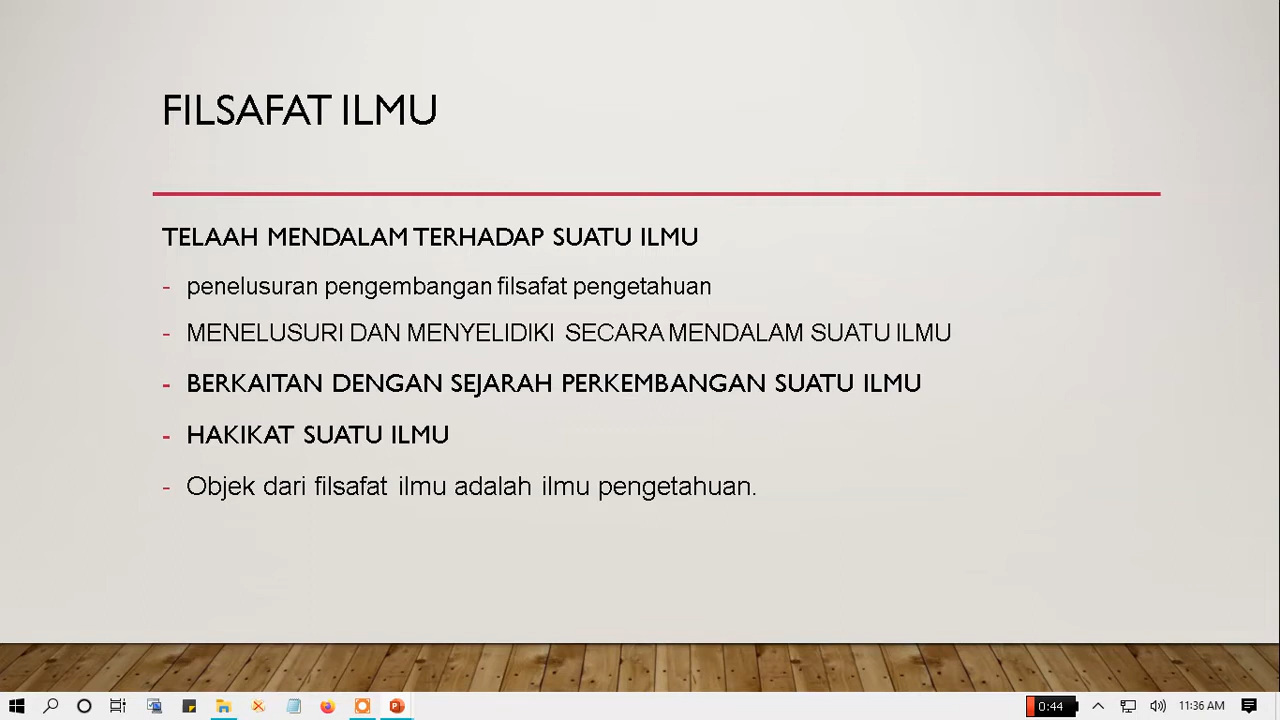 FILSAFAT ILMU
TELAAH MENDALAM TERHADAP SUATU ILMU
- penelusuran pengembangan filsafat pengetahuan
- MENELUSURI DAN MENYELIDIKI SECARA MENDALAM SUATU ILMU
- BERKAITAN DENGAN SEJARAH PERKEMBANGAN SUATU ILMU
- HAKIKAT SUATU ILMU
- Objek dari filsafat ilmu adalah ilmu pengetahuan.
0:44
11:36 AM